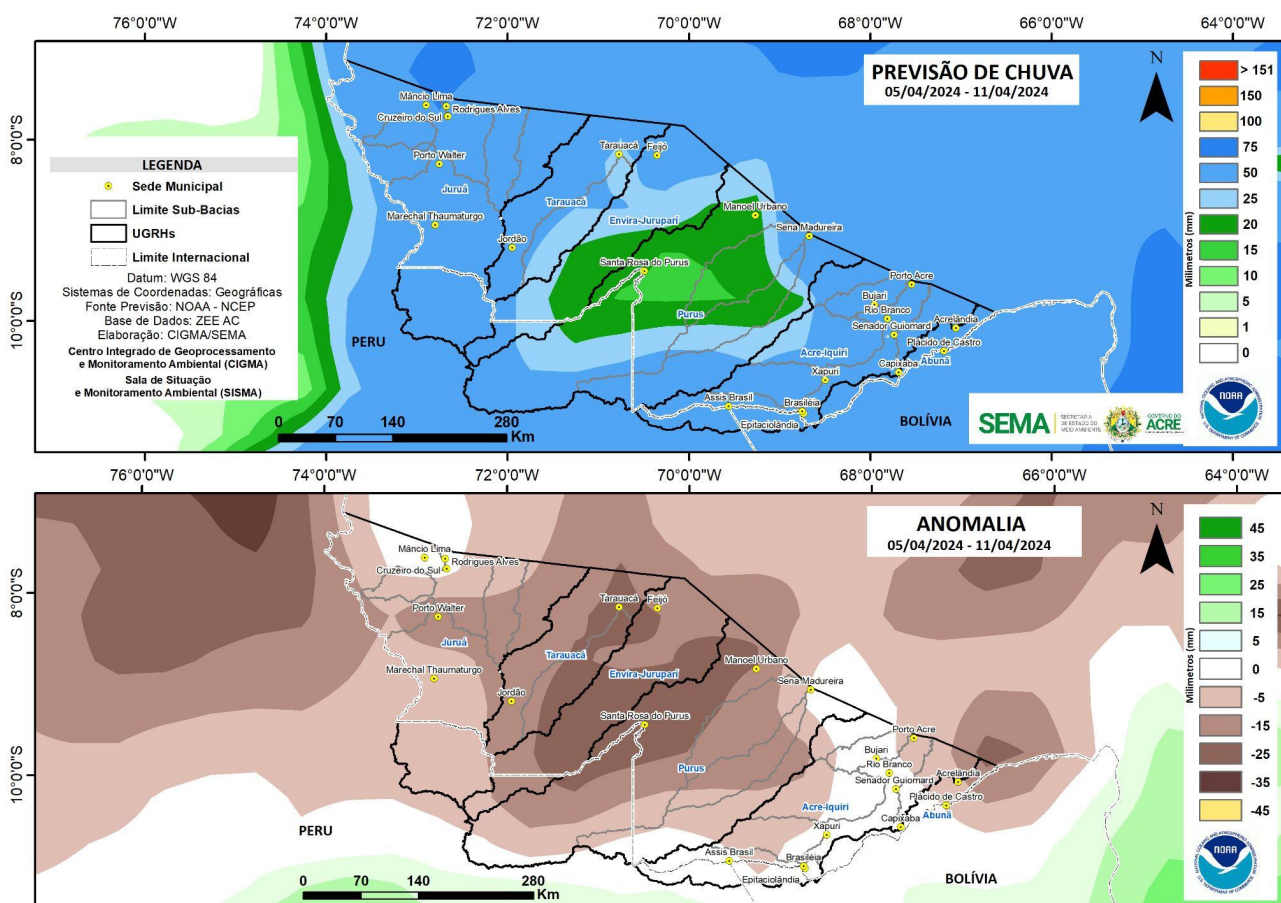 76°0'0"W 74°0'0"W 72°0'0"W 70°0'0"W 68°0'0"W 66°0'0"W 64°0'0"W
8°0'0"S
10°0'0"S
PREVISÃO DE CHUVA
05/04/2024 - 11/04/2024
N
Milímetros (mm)
> 151
150
100
75
50
25
20
15
10
5
1
0
LEGENDA
Sede Municipal
Limite Sub-Bacias
UGRHs
Limite Internacional
Datum: WGS 84
Sistemas de Coordenadas: Geográficas
Fonte Previsão: NOAA - NCEP
Base de Dados: ZEE AC
Elaboração: CIGMA/SEMA
Centro Integrado de Geoprocessamento
e Monitoramento Ambiental (CIGMA)
Sala de Situação
e Monitoramento Ambiental (SISMA)
Mâncio Lima
Rodrigues Alves
Cruzeiro do Sul
Porto Walter
Juruá
Marechal Thaumaturgo
Tarauacá
Feijó
Tarauacá
Envira-Jurupari
Jordão
Manoel Urbano
Sena Madureira
Santa Rosa do Purus
Purus
Porto Acre
Bujari
Rio Branco
Acrelândia
Senador Guiomard
Plácido de Castro
Abunã
Acre-Iquiri
Capixaba
Xapuri
Assis Brasil
Brasiléia
Epitaciolândia
PERU
BOLÍVIA
0 70 140 280
Km
SEMA
SECRETARIA
DE ESTADO DO
MEIO AMBIENTE
GOVERNO DO
ACRE
NOAA
76°0'0"W 74°0'0"W 72°0'0"W 70°0'0"W 68°0'0"W 66°0'0"W 64°0'0"W
8°0'0"S
10°0'0"S
ANOMALIA
05/04/2024 - 11/04/2024
N
Milímetros (mm)
45
35
25
15
5
0
-5
-15
-25
-35
-45
Mâncio Lima
Rodrigues Alves
Cruzeiro do Sul
Porto Walter
Juruá
Marechal Thaumaturgo
Tarauacá
Feijó
Tarauacá
Envira-Jurupari
Jordão
Manoel Urbano
Sena Madureira
Santa Rosa do Purus
Purus
Porto Acre
Bujari
Rio Branco
Acrelândia
Senador Guiomard
Plácido de Castro
Abunã
Acre-Iquiri
Capixaba
Xapuri
Assis Brasil
Brasiléia
Epitaciolândia
PERU
BOLÍVIA
0 70 140 280
Km
NOAA